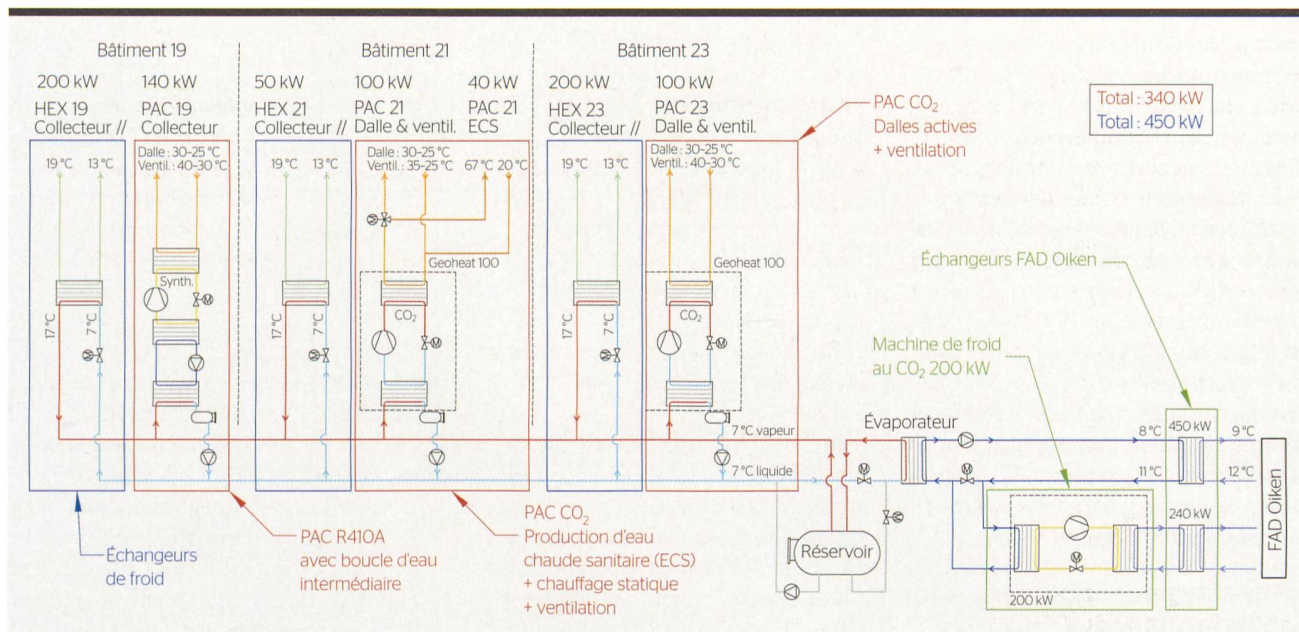 Bâtiment 19
Bâtiment 21
Bâtiment 23
200 kW
HEX 19
Collecteur //
140 kW
PAC 19
Collecteur
50 kW
HEX 21
Collecteur //
100 kW
PAC 21
Dalle & ventil.
40 kW
PAC 21
ECS
200 kW
HEX 23
Collecteur //
100 kW
PAC 23
Dalle & ventil.
PAC CO₂
Dalles actives
+ ventilation
Total : 340 kW
Total : 450 kW
19 °C 13 °C
Dalle : 30–25 °C
Ventil. : 40–30 °C
19 °C 13 °C
Dalle : 30–25 °C
Ventil. : 35–25 °C
67 °C 20 °C
19 °C 13 °C
Dalle : 30–25 °C
Ventil. : 40–30 °C
Geoheat 100
Geoheat 100
Échangeurs FAD Oiken
Synth.
CO₂
CO₂
17 °C
7 °C
17 °C
7 °C
17 °C
7 °C
M
M
M
M
M
M
M
Machine de froid
au CO₂ 200 kW
Évaporateur
7 °C vapeur
7 °C liquide
8 °C
450 kW
9 °C
11 °C
12 °C
M
M
M
240 kW
M
200 kW
FAD Oiken
Réservoir
Échangeurs
de froid
PAC R410A
avec boucle d'eau
intermédiaire
PAC CO₂
Production d'eau
chaude sanitaire (ECS)
+ chauffage statique
+ ventilation